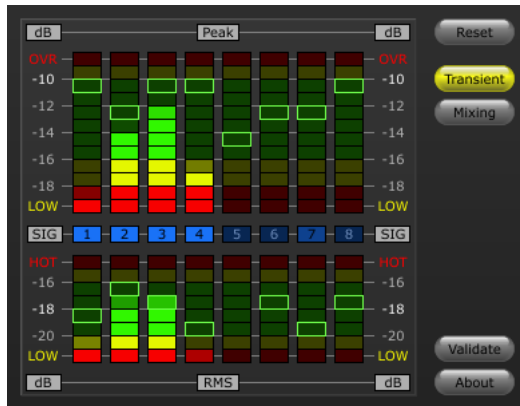 dB Peak dB Reset
OVR OVR
-10 -10 Transient
-12 -12 Mixing
-14 -14
-16 -16
-18 -18
LOW LOW
SIG 1 2 3 4 5 6 7 8 SIG
HOT HOT
-16 -16
-18 -18
-20 -20 Validate
LOW LOW
dB RMS dB About